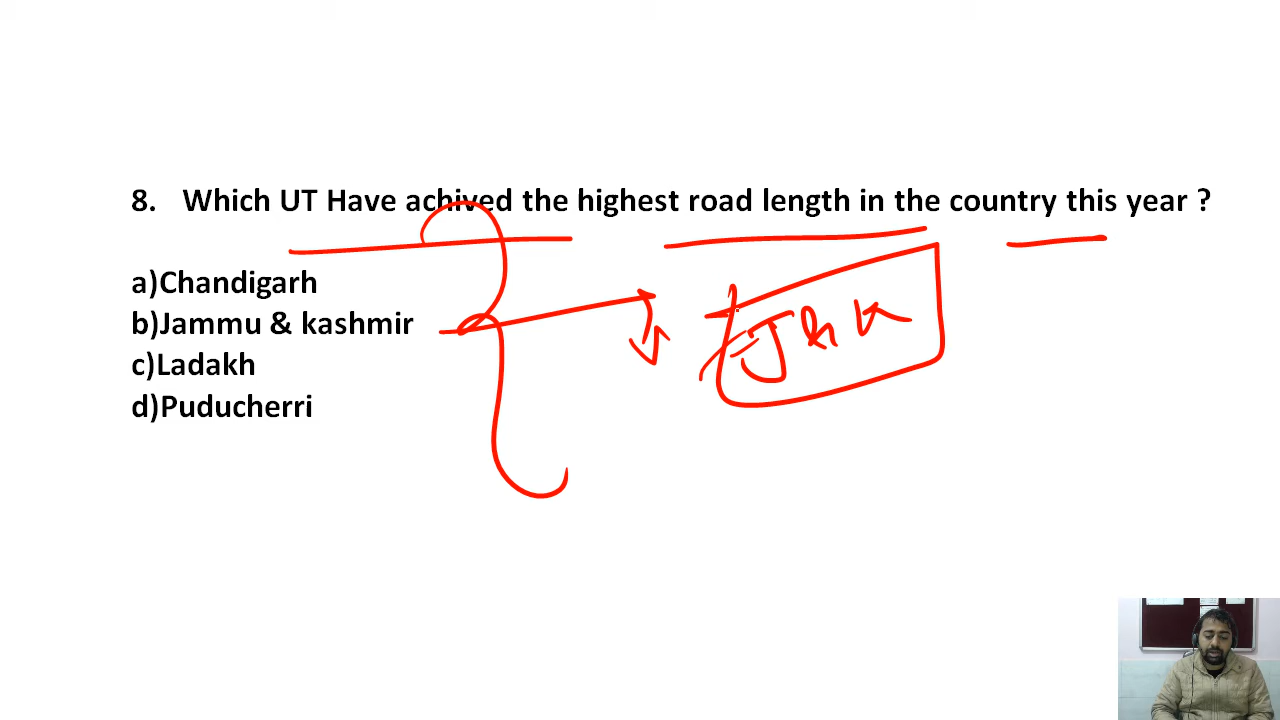 8. Which UT Have achived the highest road length in the country this year ?
a)Chandigarh
b)Jammu & kashmir
J & K
c)Ladakh
d)Puducherri